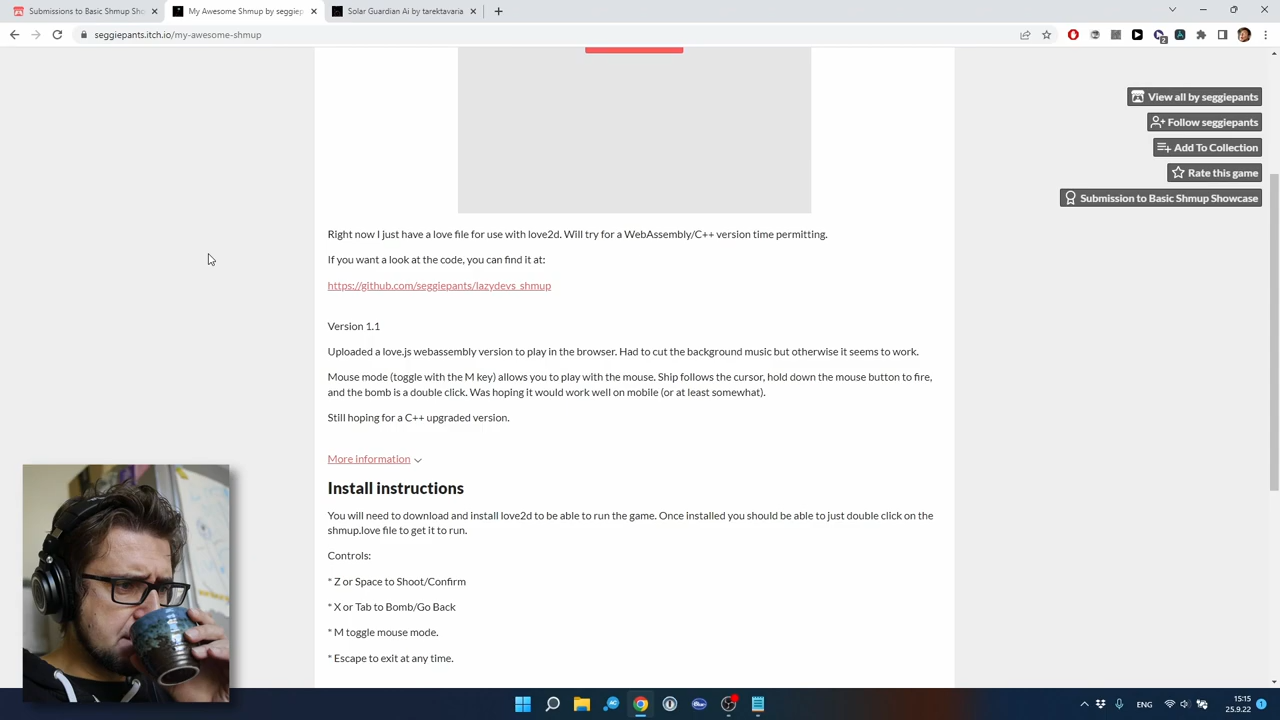 Submissions to Basic Shmup Sho
My Awesome Shmup by seggiep
Solar Guardian Ai by tarektavaria
seggiepants.itch.io/my-awesome-shmup
2
View all by seggiepants
Follow seggiepants
Add To Collection
Rate this game
Submission to Basic Shmup Showcase
Right now I just have a love file for use with love2d. Will try for a WebAssembly/C++ version time permitting.
If you want a look at the code, you can find it at:
https://github.com/seggiepants/lazydevs_shmup
Version 1.1
Uploaded a love.js webassembly version to play in the browser. Had to cut the background music but otherwise it seems to work.
Mouse mode (toggle with the M key) allows you to play with the mouse. Ship follows the cursor, hold down the mouse button to fire,
and the bomb is a double click. Was hoping it would work well on mobile (or at least somewhat).
Still hoping for a C++ upgraded version.
More information
Install instructions
You will need to download and install love2d to be able to run the game. Once installed you should be able to just double click on the
shmup.love file to get it to run.
Controls:
* Z or Space to Shoot/Confirm
* X or Tab to Bomb/Go Back
* M toggle mouse mode.
* Escape to exit at any time.
15:15
25.9.22